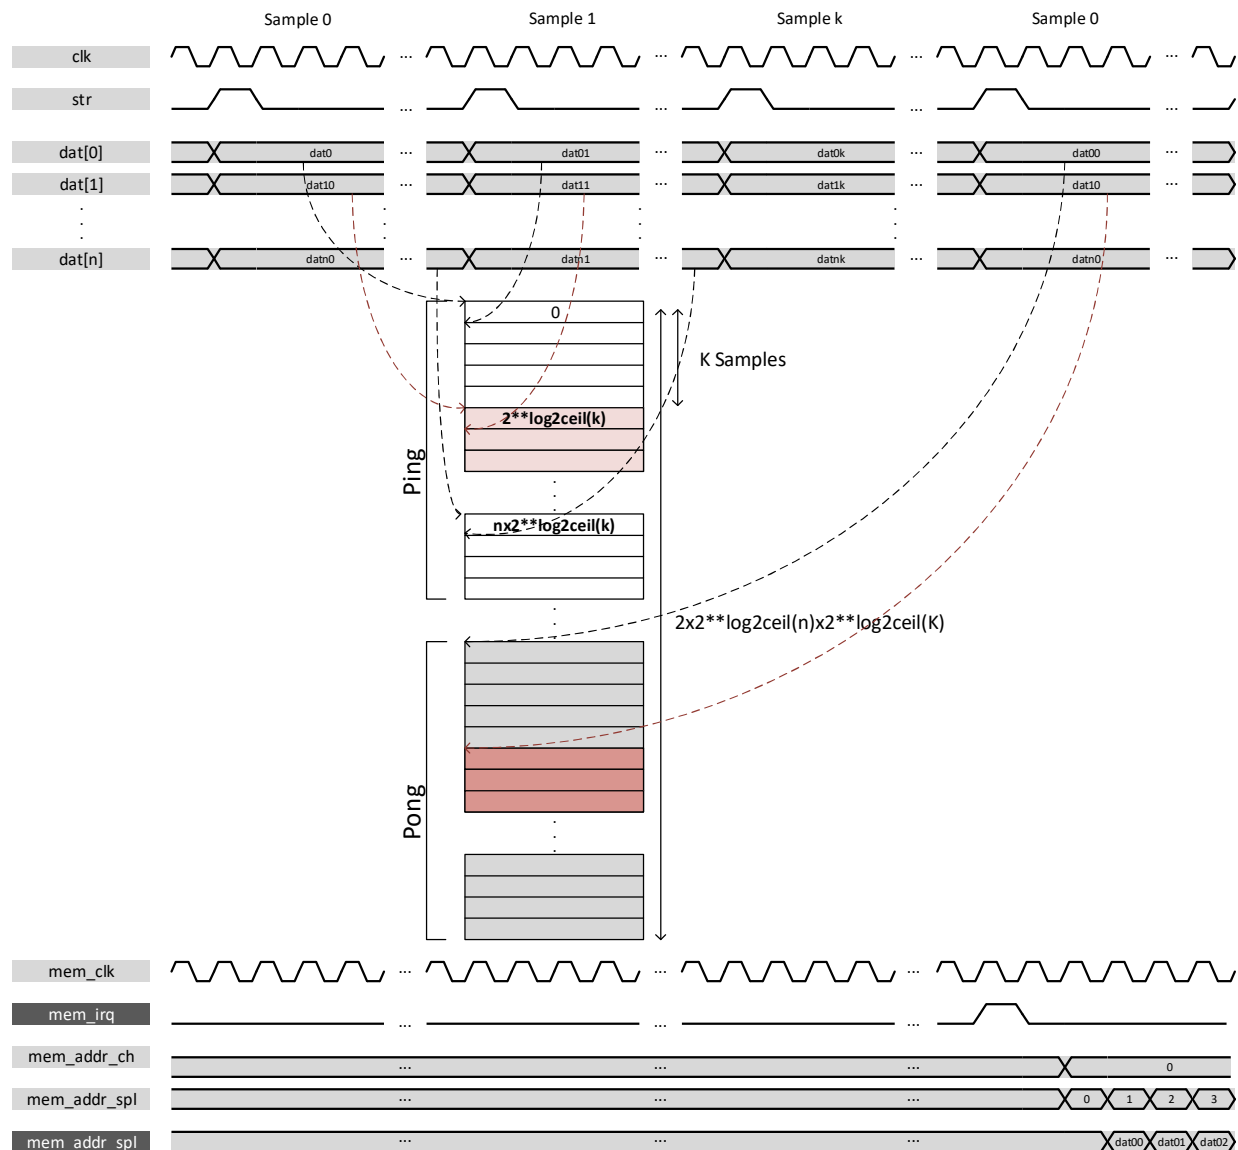 Sample 0 Sample 1 Sample k Sample 0
clk ... ... ... ...
str ... ... ... ...
dat[0] dat0 ... dat01 ... dat0k ... dat00 ...
dat[1] dat10 ... dat11 ... dat1k ... dat10 ...
dat[n] datn0 ... datn1 ... datnk ... datn0 ...
0
K Samples
2**log2ceil(k)
Ping
nx2**log2ceil(k)
2x2**log2ceil(n)x2**log2ceil(K)
Pong
mem_clk ... ... ...
mem_irq ... ... ...
mem_addr_ch ... ... ... 0
mem_addr_spl ... ... ... 0 1 2 3
mem_addr_spl ... ... ... dat00 dat01 dat02